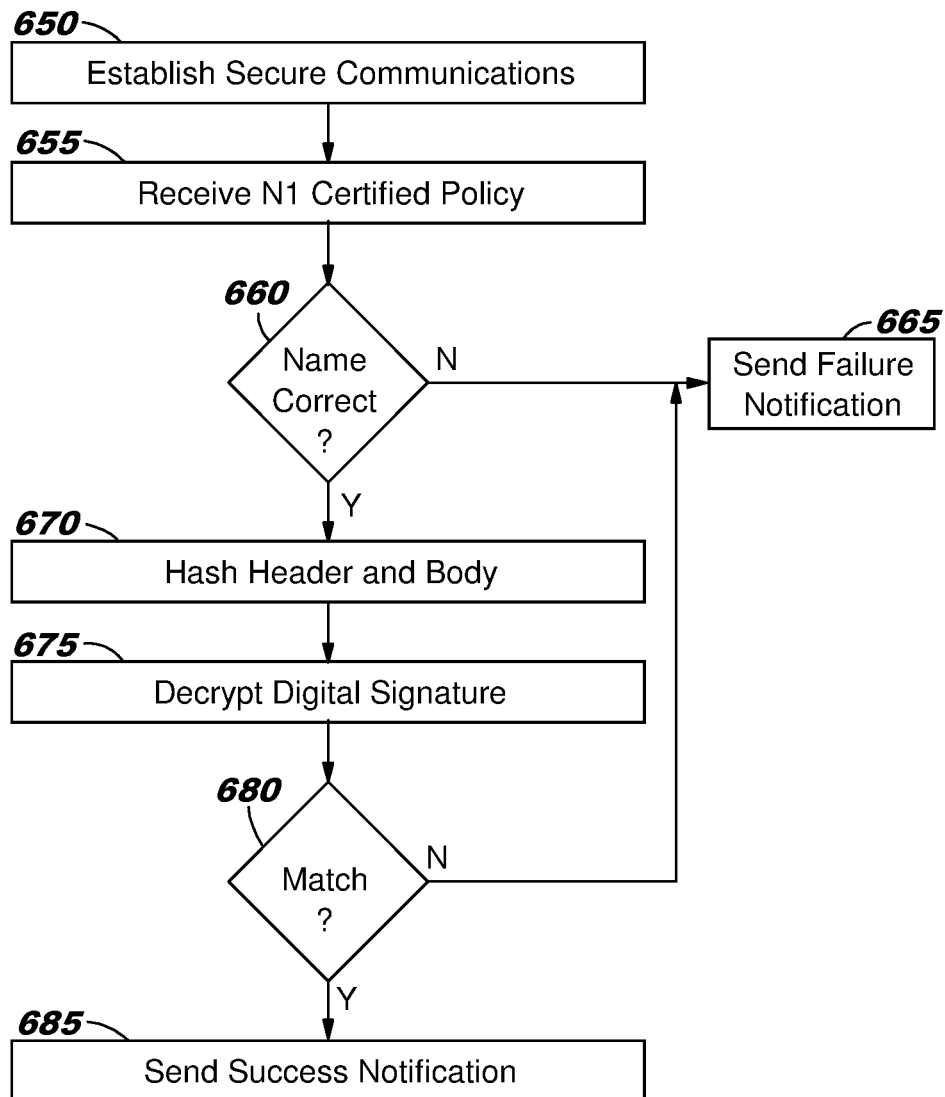 650
Establish Secure Communications
655
Receive N1 Certified Policy
660
Name
Correct
?
N
Y
665
Send Failure
Notification
670
Hash Header and Body
675
Decrypt Digital Signature
680
Match
?
N
Y
685
Send Success Notification